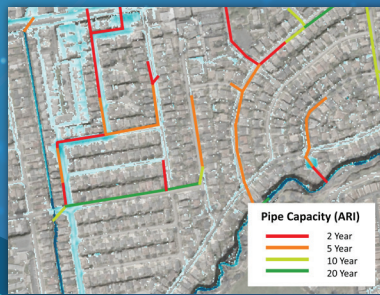 Pipe Capacity (ARI)
2 Year
5 Year
10 Year
20 Year